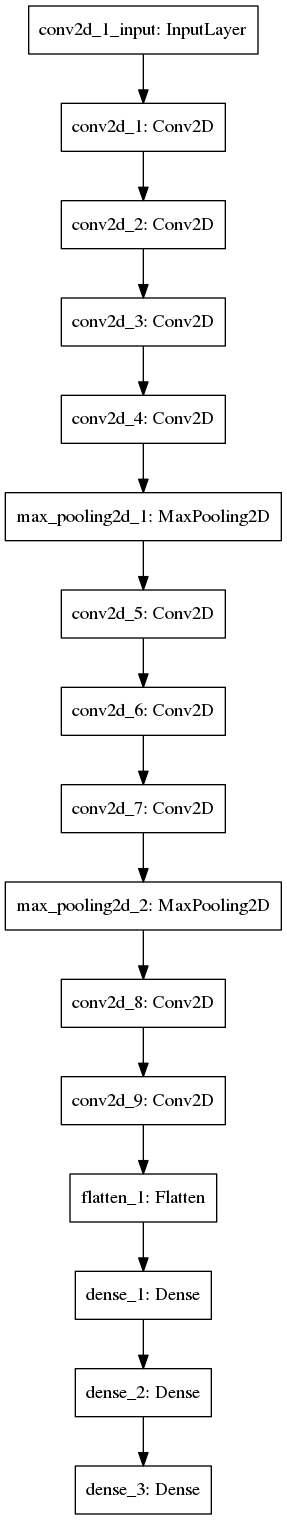 conv2d_1_input: InputLayer
conv2d_1: Conv2D
conv2d_2: Conv2D
conv2d_3: Conv2D
conv2d_4: Conv2D
max_pooling2d_1: MaxPooling2D
conv2d_5: Conv2D
conv2d_6: Conv2D
conv2d_7: Conv2D
max_pooling2d_2: MaxPooling2D
conv2d_8: Conv2D
conv2d_9: Conv2D
flatten_1: Flatten
dense_1: Dense
dense_2: Dense
dense_3: Dense